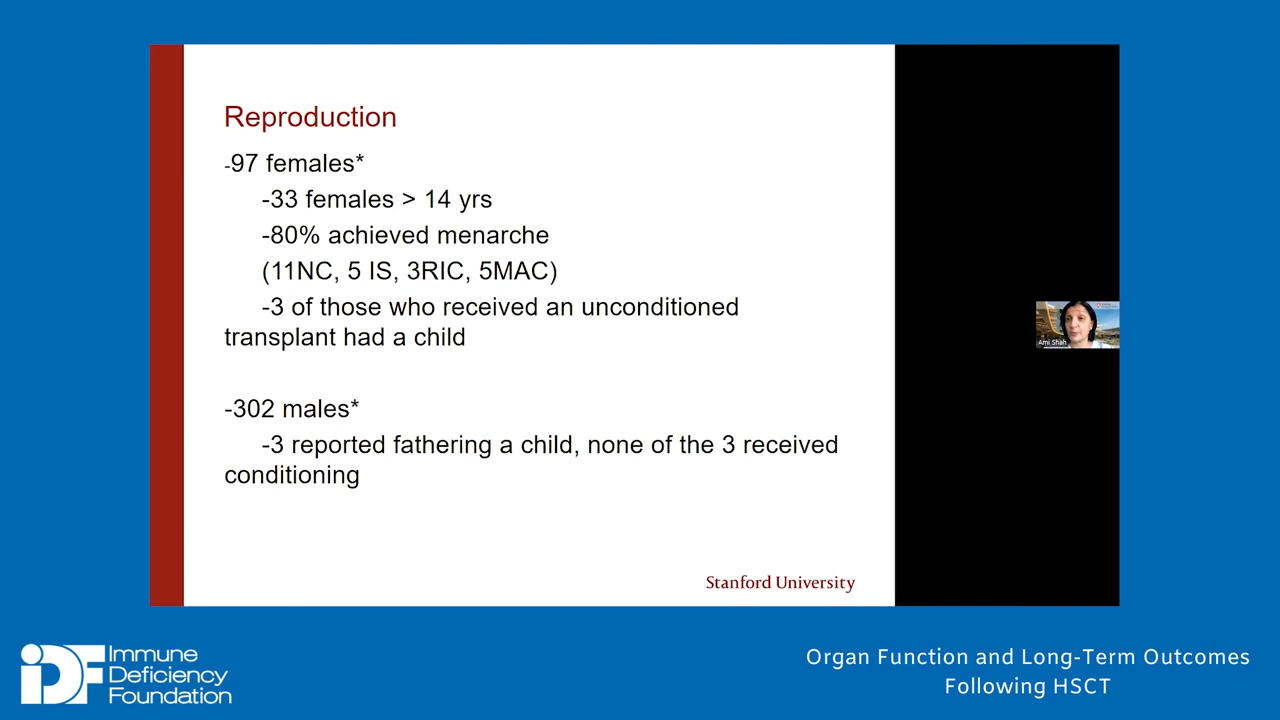 Reproduction
-97 females*
-33 females > 14 yrs
-80% achieved menarche
(11NC, 5 IS, 3RIC, 5MAC)
-3 of those who received an unconditioned
transplant had a child
-302 males*
-3 reported fathering a child, none of the 3 received
conditioning
Stanford University
Ami Shah
iDF Immune
Deficiency
Foundation
Organ Function and Long-Term Outcomes
Following HSCT